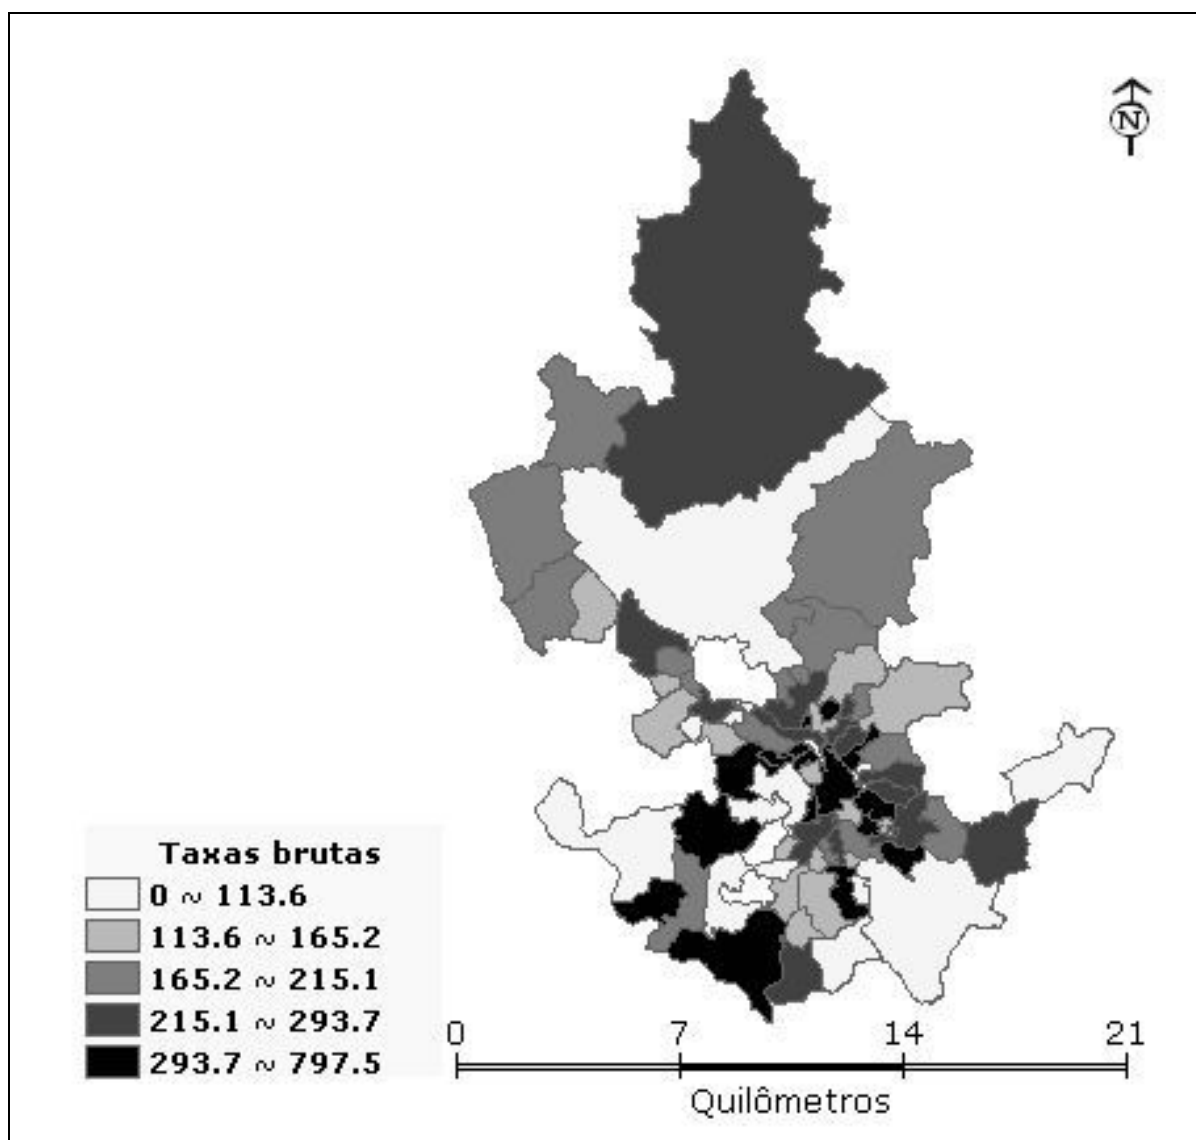 N
Taxas brutas
0 ~ 113.6
113.6 ~ 165.2
165.2 ~ 215.1
215.1 ~ 293.7
293.7 ~ 797.5
0 7 14 21
Quilômetros